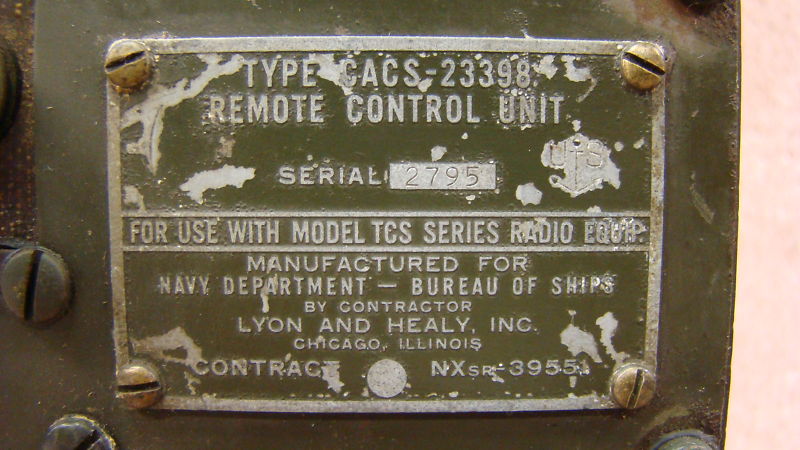 TYPE CACS-23398
REMOTE CONTROL UNIT
U S
SERIAL 2795
FOR USE WITH MODEL TCS SERIES RADIO EQUIP.
MANUFACTURED FOR
NAVY DEPARTMENT — BUREAU OF SHIPS
BY CONTRACTOR
LYON AND HEALY, INC.
CHICAGO, ILLINOIS
CONTRACT NXSR-39551